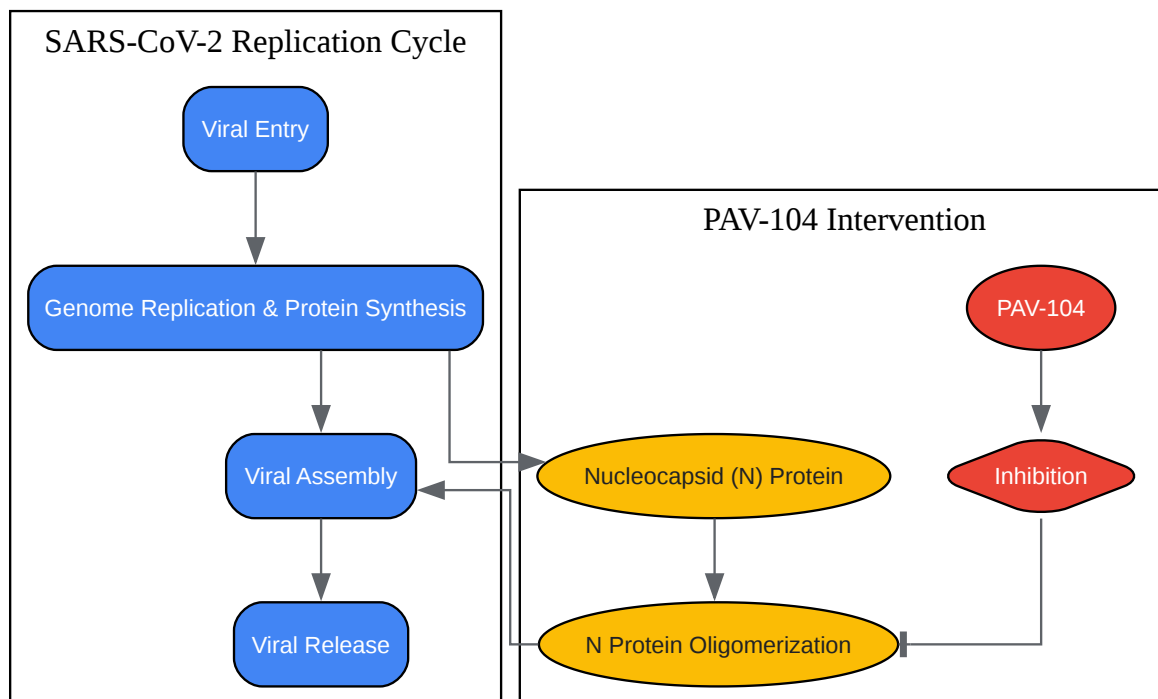 SARS-CoV-2 Replication Cycle
Viral Entry
Genome Replication & Protein Synthesis
Viral Assembly
Viral Release
PAV-104 Intervention
PAV-104
Nucleocapsid (N) Protein
Inhibition
N Protein Oligomerization